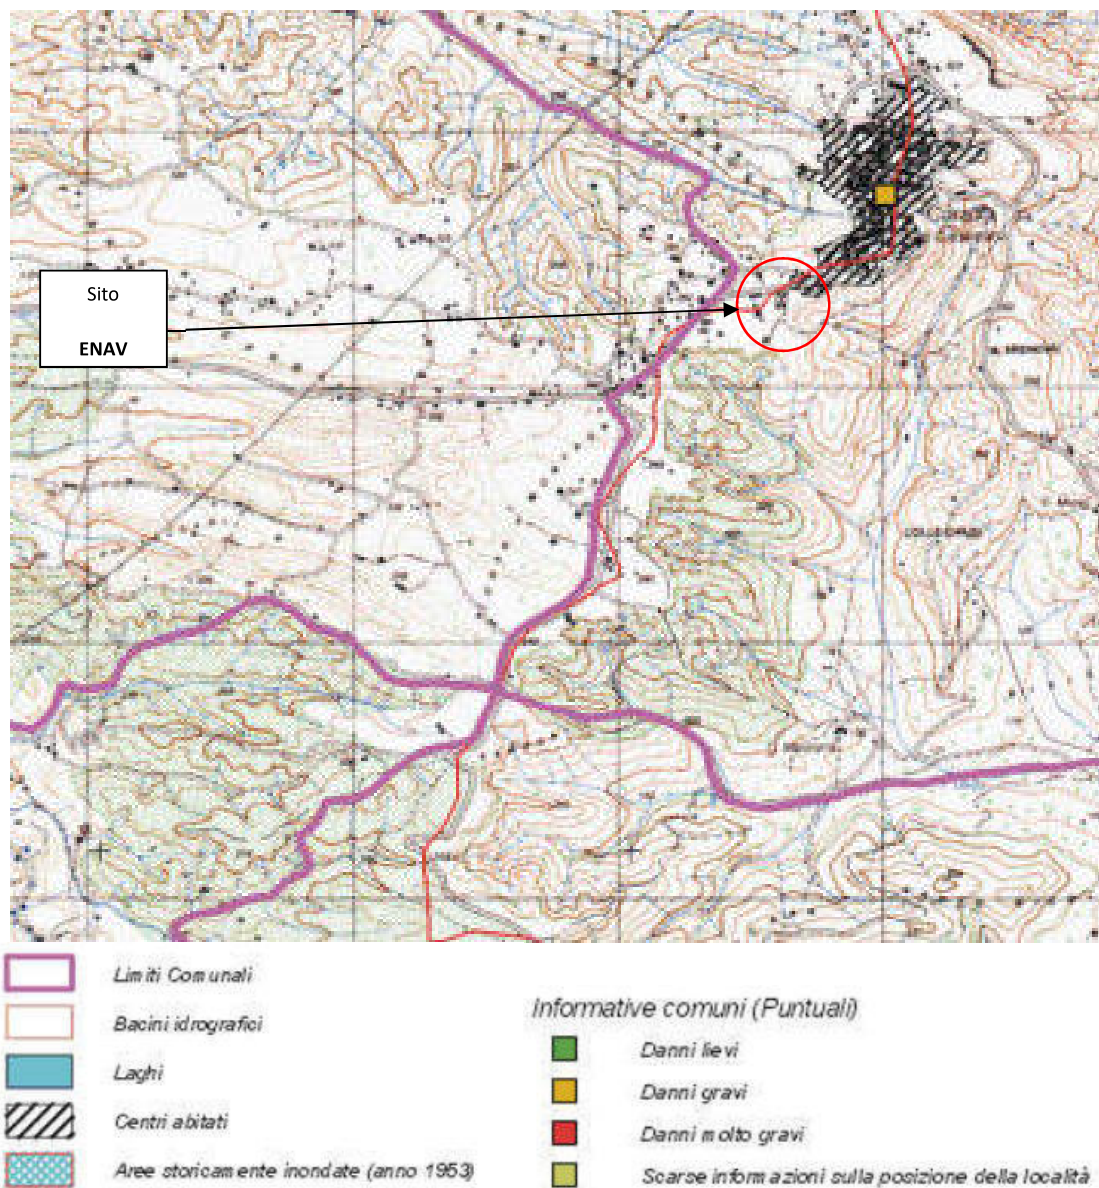 Sito
ENAV
Limiti Comunali
Bacini idrografici
Laghi
Centri abitati
Aree storicamente inondate (anno 1953)
Informative comuni (Puntuali)
Danni lievi
Danni gravi
Danni molto gravi
Scarse informazioni sulla posizione della località